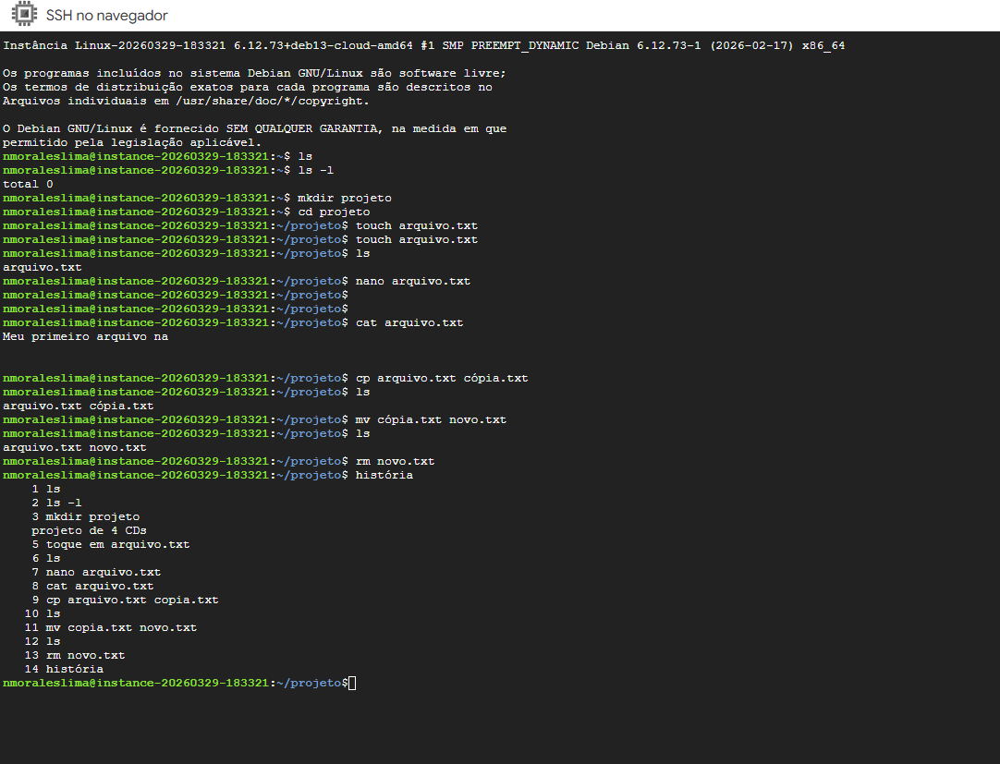 SSH no navegador
Instância Linux-20260329-183321 6.12.73+deb13-cloud-amd64 #1 SMP PREEMPT_DYNAMIC Debian 6.12.73-1 (2026-02-17) x86_64
Os programas incluídos no sistema Debian GNU/Linux são software livre;
Os termos de distribuição exatos para cada programa são descritos no
Arquivos individuais em /usr/share/doc/*/copyright.
O Debian GNU/Linux é fornecido SEM QUALQUER GARANTIA, na medida em que
permitido pela legislação aplicável.
nmoraleslima@instance-20260329-183321:~$ ls
nmoraleslima@instance-20260329-183321:~$ ls -l
total 0
nmoraleslima@instance-20260329-183321:~$ mkdir projeto
nmoraleslima@instance-20260329-183321:~$ cd projeto
nmoraleslima@instance-20260329-183321:~/projeto$ touch arquivo.txt
nmoraleslima@instance-20260329-183321:~/projeto$ touch arquivo.txt
nmoraleslima@instance-20260329-183321:~/projeto$ ls
arquivo.txt
nmoraleslima@instance-20260329-183321:~/projeto$ nano arquivo.txt
nmoraleslima@instance-20260329-183321:~/projeto$
nmoraleslima@instance-20260329-183321:~/projeto$
nmoraleslima@instance-20260329-183321:~/projeto$ cat arquivo.txt
Meu primeiro arquivo na
nmoraleslima@instance-20260329-183321:~/projeto$ cp arquivo.txt cópia.txt
nmoraleslima@instance-20260329-183321:~/projeto$ ls
arquivo.txt cópia.txt
nmoraleslima@instance-20260329-183321:~/projeto$ mv cópia.txt novo.txt
nmoraleslima@instance-20260329-183321:~/projeto$ ls
arquivo.txt novo.txt
nmoraleslima@instance-20260329-183321:~/projeto$ rm novo.txt
nmoraleslima@instance-20260329-183321:~/projeto$ história
1 ls
2 ls -l
3 mkdir projeto
projeto de 4 CDs
5 toque em arquivo.txt
6 ls
7 nano arquivo.txt
8 cat arquivo.txt
9 cp arquivo.txt copia.txt
10 ls
11 mv copia.txt novo.txt
12 ls
13 rm novo.txt
14 história
nmoraleslima@instance-20260329-183321:~/projeto$